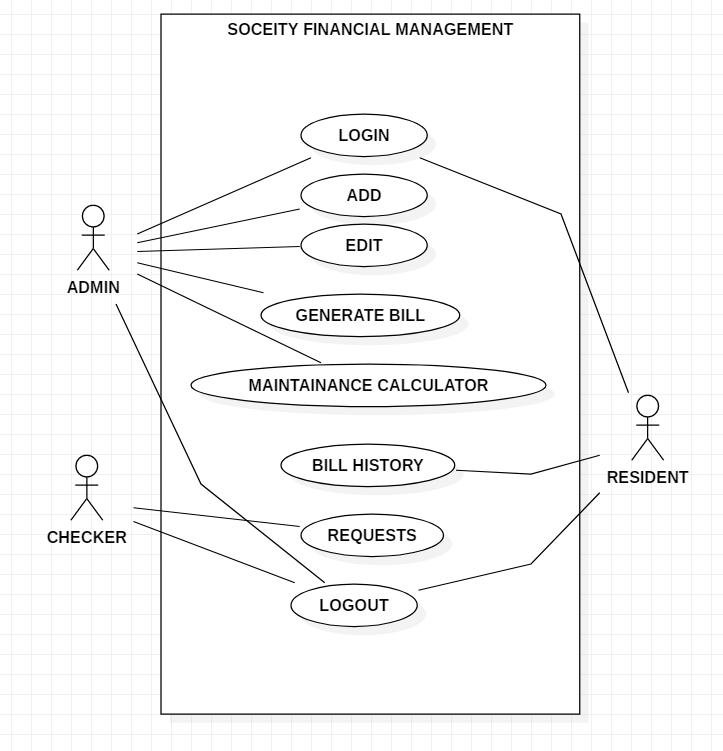 SOCEITY FINANCIAL MANAGEMENT
LOGIN
ADD
EDIT
ADMIN
GENERATE BILL
MAINTAINANCE CALCULATOR
BILL HISTORY
RESIDENT
REQUESTS
CHECKER
LOGOUT